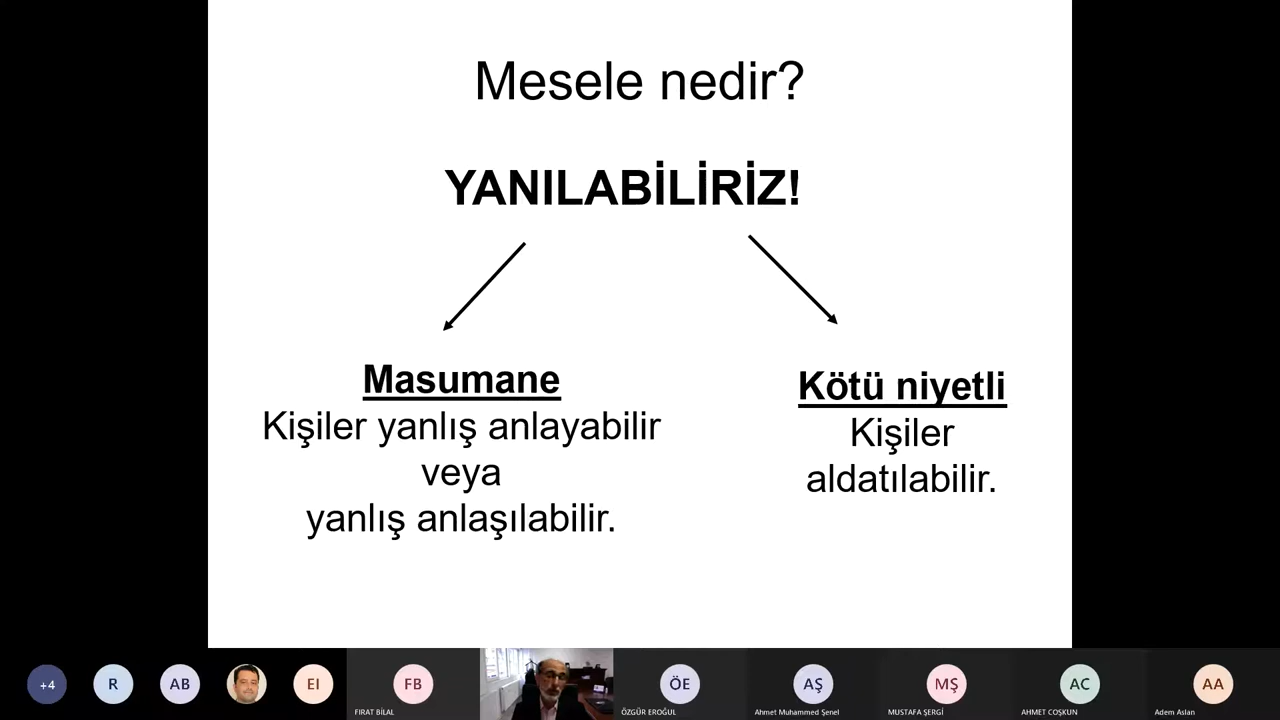 Mesele nedir?
YANILABİLİRİZ!
Masumane
Kişiler yanlış anlayabilir
veya
yanlış anlaşılabilir.
Kötü niyetli
Kişiler
aldatılabilir.
+4
R
AB
EI
FB
FIRAT BİLAL
ÖE
ÖZGÜR EROĞUL
AŞ
Ahmet Muhammed Şenel
MŞ
MUSTAFA ŞERGİ
AC
AHMET COŞKUN
AA
Adem Aslan